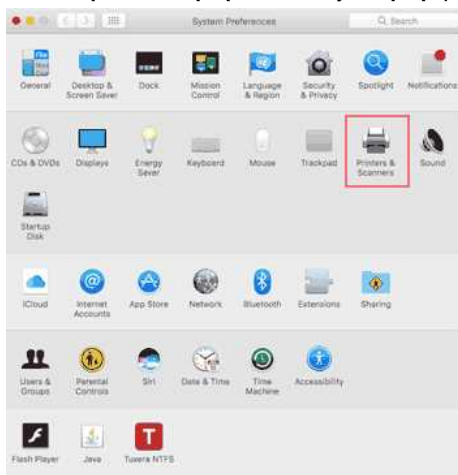 System Preferences
Search
General
Desktop & Screen Saver
Dock
Mission Control
Language & Region
Security & Privacy
Spotlight
Notifications
CDs & DVDs
Displays
Energy Saver
Keyboard
Mouse
Trackpad
Printers & Scanners
Sound
Startup Disk
iCloud
Internet Accounts
App Store
Network
Bluetooth
Extensions
Sharing
Users & Groups
Parental Controls
Siri
Date & Time
Time Machine
Accessibility
Flash Player
Java
Tuxera NTFS